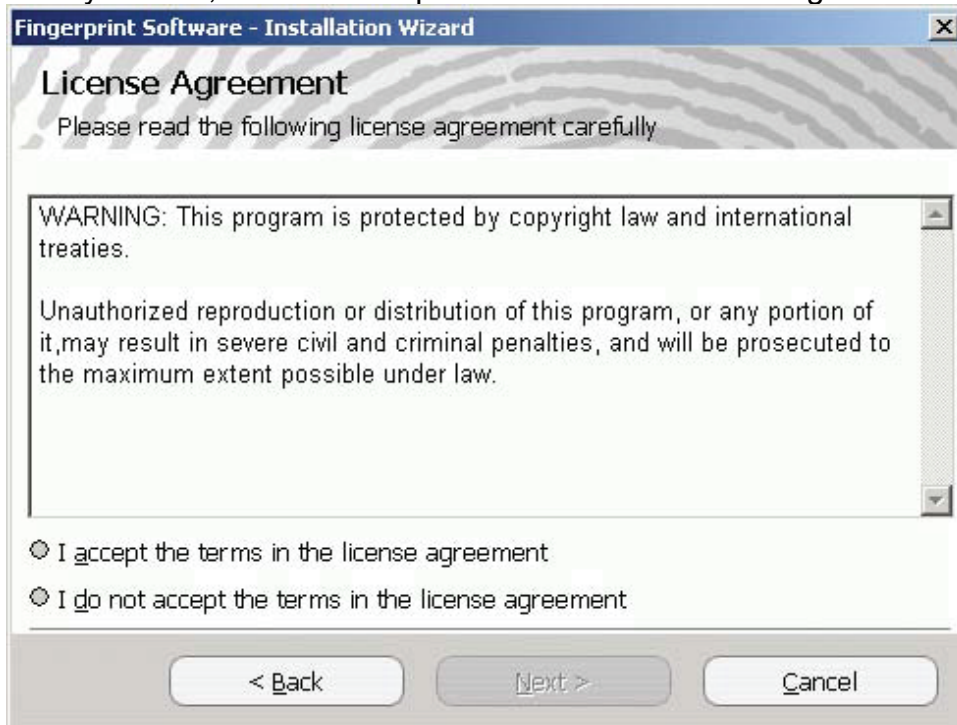 Fingerprint Software - Installation Wizard
License Agreement
Please read the following license agreement carefully
WARNING: This program is protected by copyright law and international
treaties.
Unauthorized reproduction or distribution of this program, or any portion of
it,may result in severe civil and criminal penalties, and will be prosecuted to
the maximum extent possible under law.
I accept the terms in the license agreement
I do not accept the terms in the license agreement
< Back
Next >
Cancel